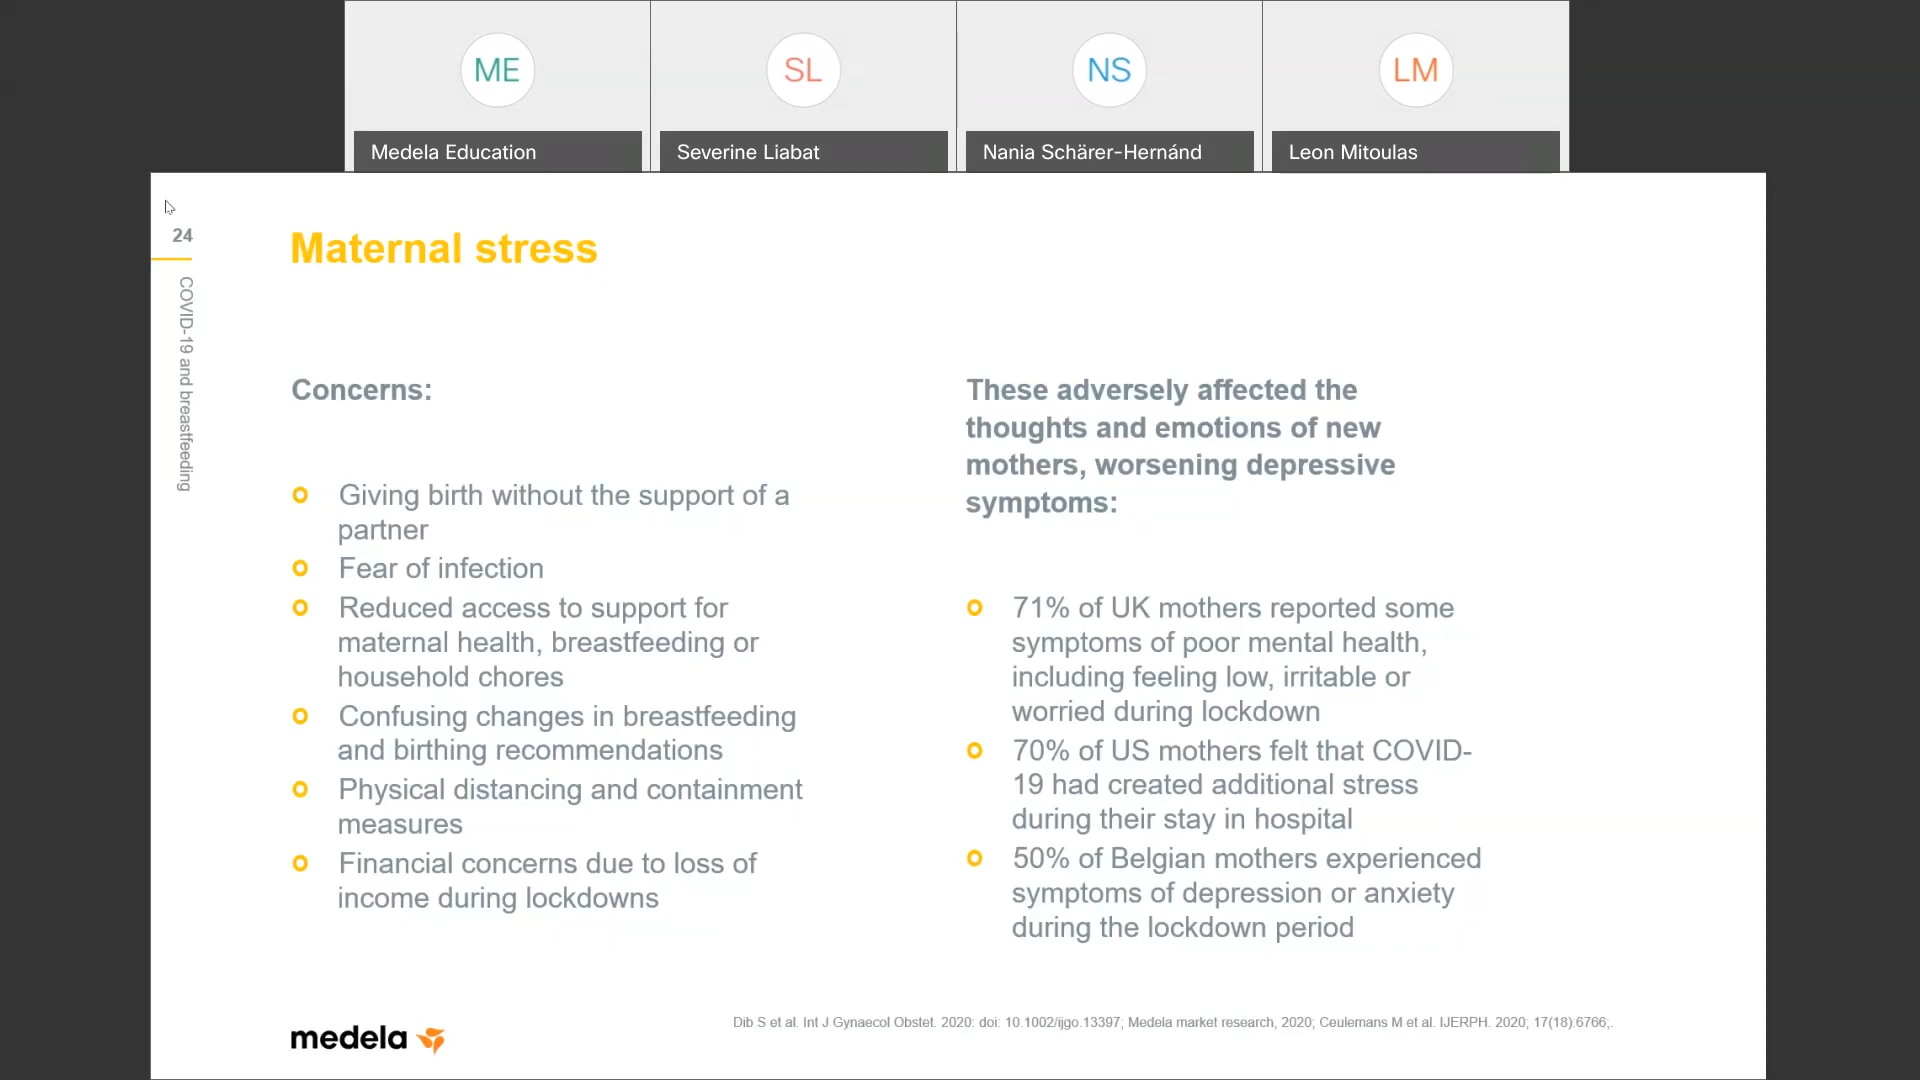 ME
SL
NS
LM
Medela Education
Severine Liabat
Nania Schärer-Hernánd
Leon Mitoulas
24
COVID-19 and breastfeeding
Maternal stress
Concerns:
Giving birth without the support of a
partner
Fear of infection
Reduced access to support for
maternal health, breastfeeding or
household chores
Confusing changes in breastfeeding
and birthing recommendations
Physical distancing and containment
measures
Financial concerns due to loss of
income during lockdowns
These adversely affected the
thoughts and emotions of new
mothers, worsening depressive
symptoms:
71% of UK mothers reported some
symptoms of poor mental health,
including feeling low, irritable or
worried during lockdown
70% of US mothers felt that COVID-
19 had created additional stress
during their stay in hospital
50% of Belgian mothers experienced
symptoms of depression or anxiety
during the lockdown period
medela
Dib S et al. Int J Gynaecol Obstet. 2020: doi: 10.1002/ijgo.13397; Medela market research, 2020; Ceulemans M et al. IJERPH. 2020; 17(18):6766;.